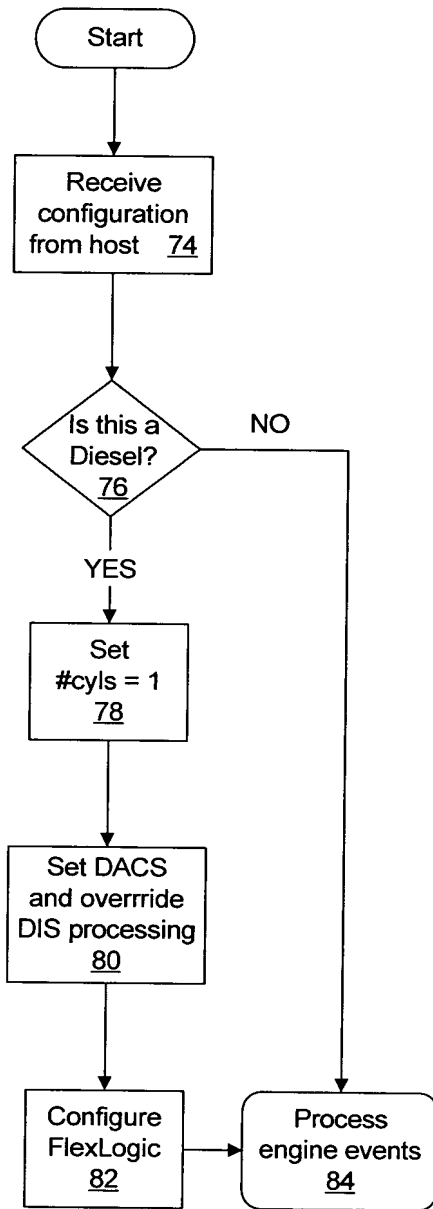 Start
Receive
configuration
from host 74
Is this a
Diesel?
76
NO
YES
Set
#cyls = 1
78
Set DACS
and overrride
DIS processing
80
Configure
FlexLogic
82
Process
engine events
84